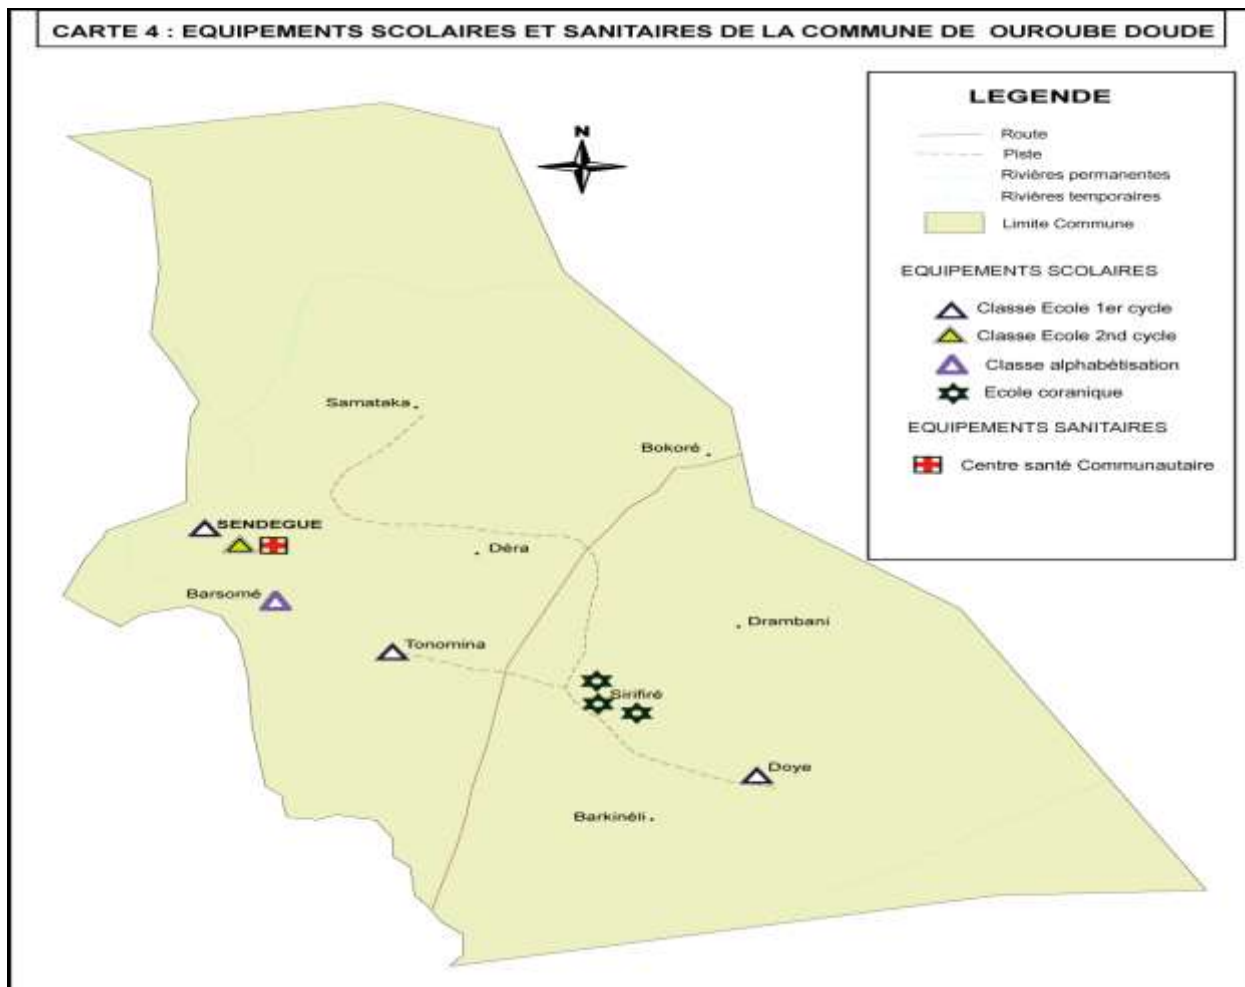 CARTE 4 : EQUIPEMENTS SCOLAIRES ET SANITAIRES DE LA COMMUNE DE OUROUBE DOUDE
LEGENDE
Route
Piste
Rivières permanentes
Rivières temporaires
Limite Commune
EQUIPEMENTS SCOLAIRES
Classe Ecole 1er cycle
Classe Ecole 2nd cycle
Classe alphabétisation
Ecole coranique
EQUIPEMENTS SANITAIRES
Centre santé Communautaire
N
Samataka
Bokoré
SENDEGUE
Déra
Barsomé
Drambani
Tonomina
Sirifiré
Doye
Barkinéli